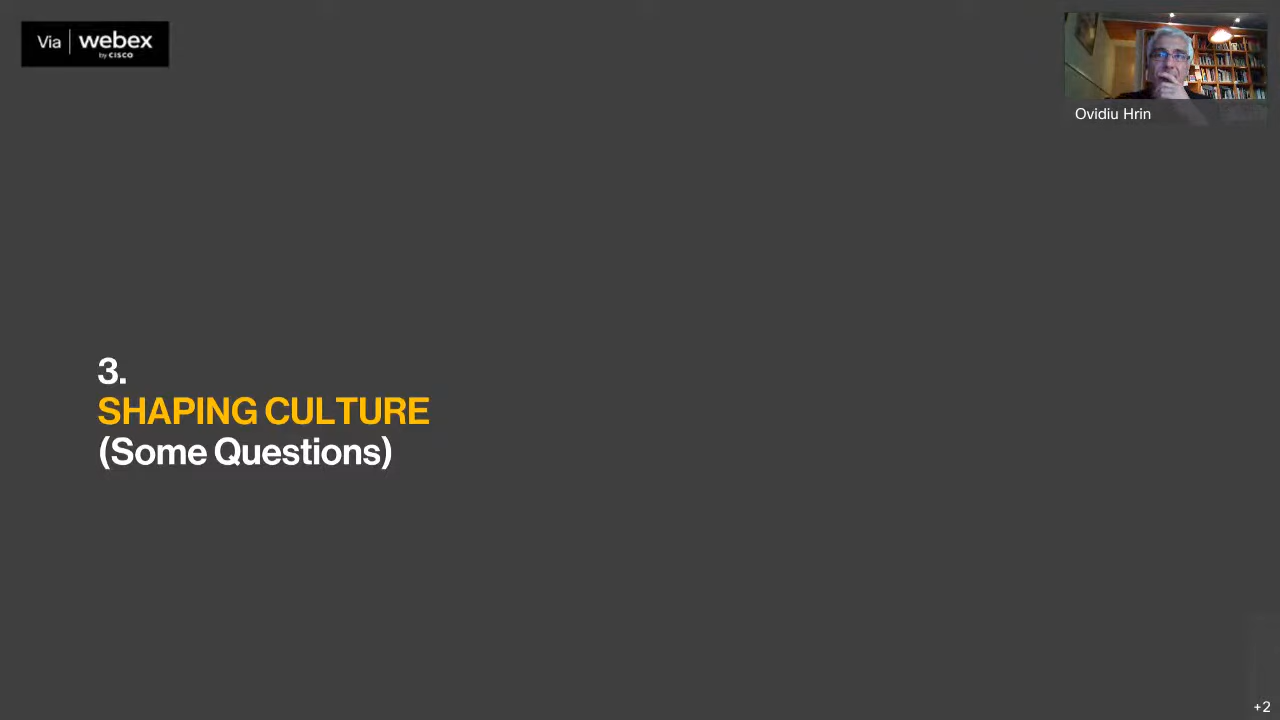 Via | webex
by CISCO
Ovidiu Hrin
3.
SHAPING CULTURE
(Some Questions)
+2